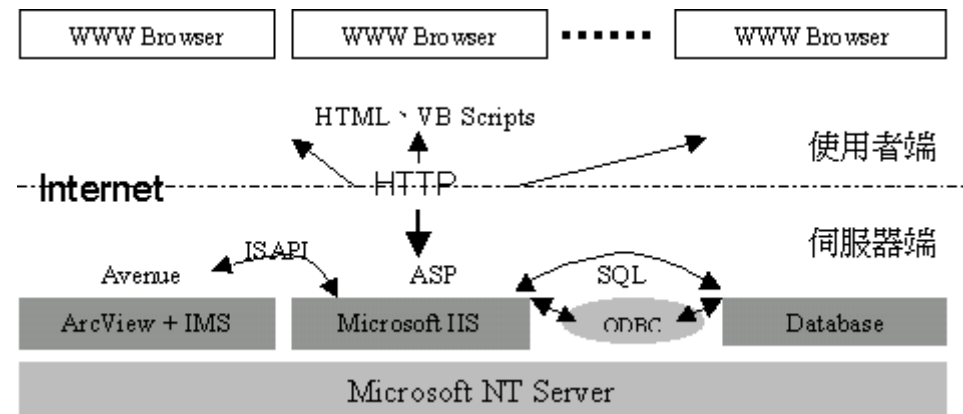 WWW Browser
WWW Browser
WWW Browser
HTML、VB Scripts
使用者端
Internet
HTTP
伺服器端
ISAPI
Avenue
ASP
SQL
ArcView + IMS
Microsoft IIS
ODBC
Database
Microsoft NT Server